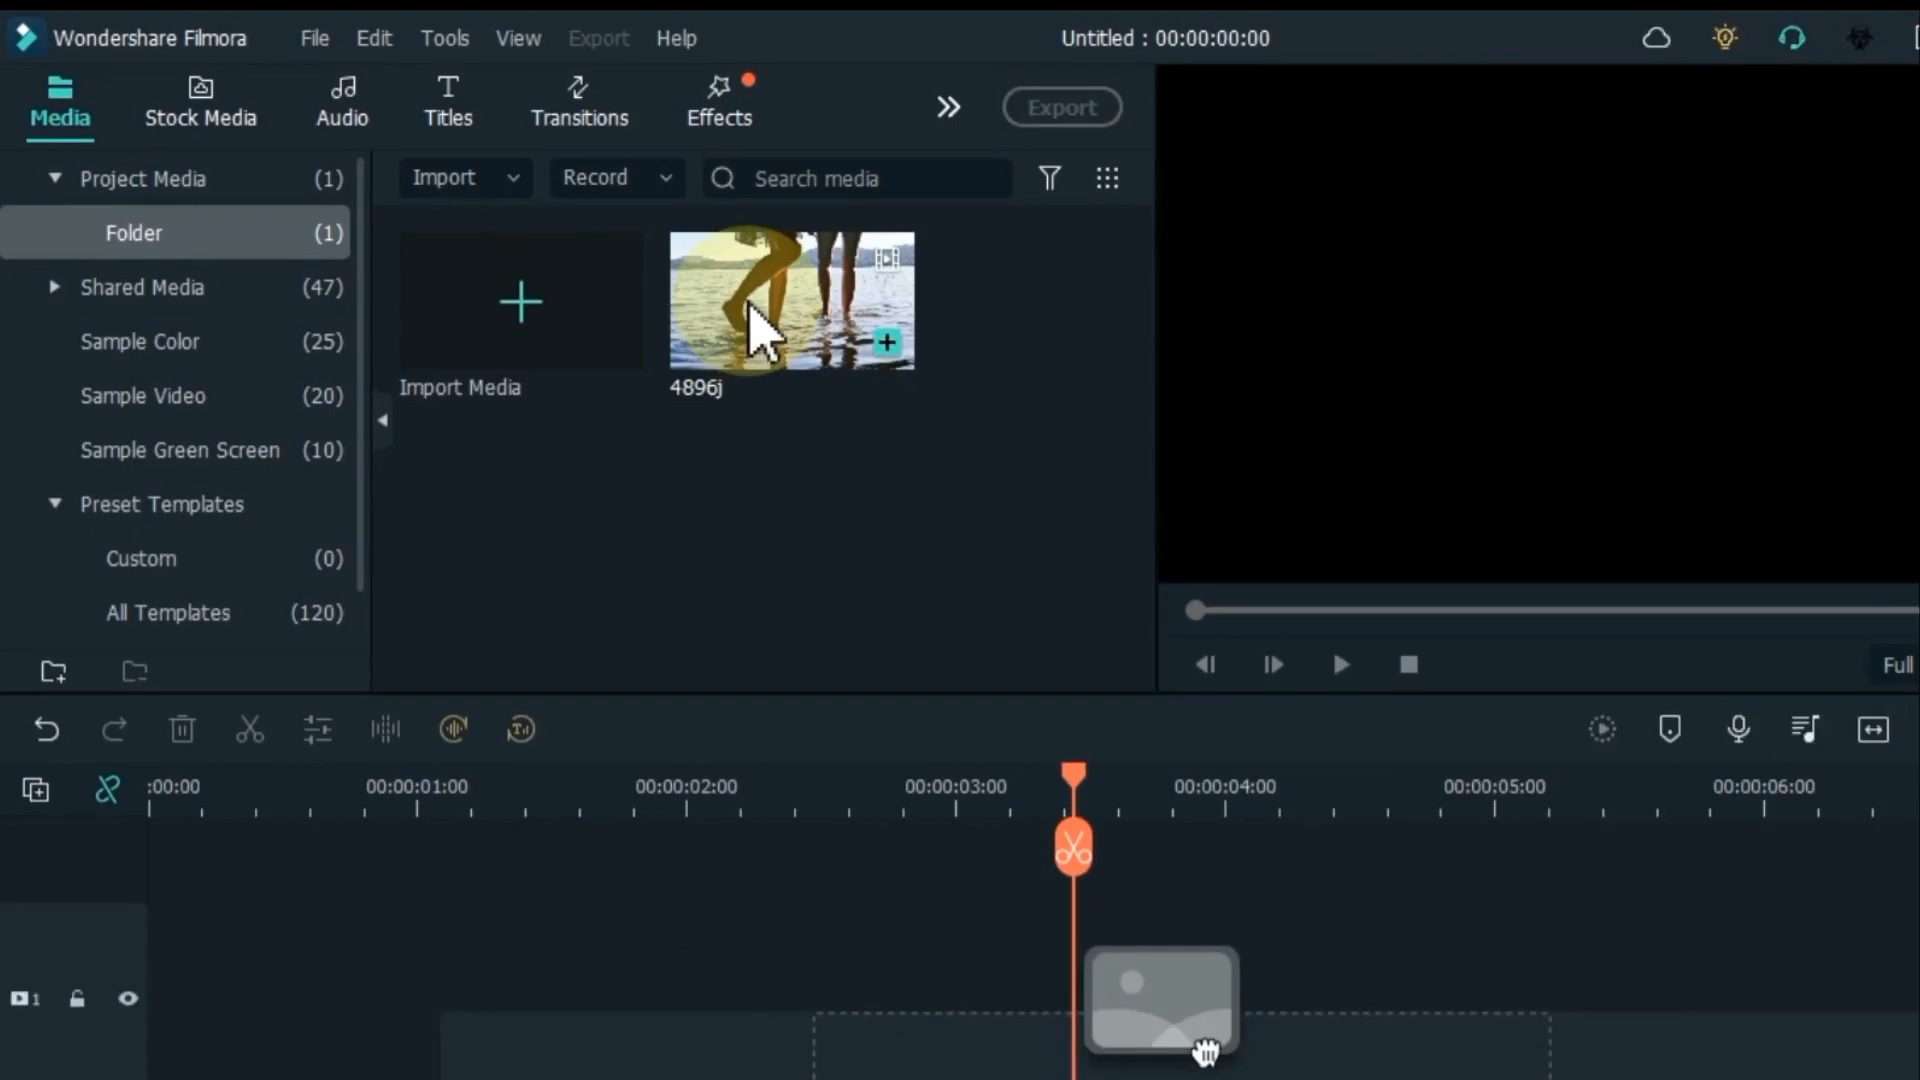 Wondershare Filmora File Edit Tools View Export Help Untitled : 00:00:00:00
Media Stock Media Audio Titles Transitions Effects Export
Project Media (1)
Folder (1)
Shared Media (47)
Sample Color (25)
Sample Video (20)
Sample Green Screen (10)
Preset Templates
Custom (0)
All Templates (120)
Import Record Search media
Import Media 4896j
Full
:00:00 00:00:01:00 00:00:02:00 00:00:03:00 00:00:04:00 00:00:05:00 00:00:06:00
1